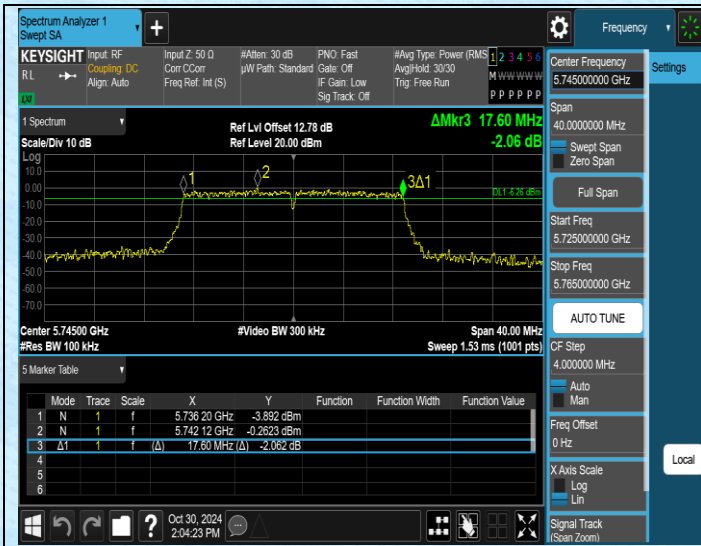 Spectrum Analyzer 1
Swept SA
Frequency
KEYSIGHT Input: RF Input Z: 50 Ω #Atten: 30 dB PNO: Fast #Avg Type: Power (RMS 1 2 3 4 5 6
RL Coupling: DC Corr CCorr µW Path: Standard Gate: Off Avg|Hold: 30/30 M W W W W W
Align: Auto Freq Ref: Int (S) IF Gain: Low Trig: Free Run
Sig Track: Off P P P P P P
LXI
1 Spectrum
Ref Lvl Offset 12.78 dB
ΔMkr3 17.60 MHz
Scale/Div 10 dB
Ref Level 20.00 dBm
-2.06 dB
Log
10.0
0.00
-10.0
-20.0
-30.0
-40.0
-50.0
-60.0
-70.0
1
2
3Δ1
DL1 -6.26 dBm
Center 5.74500 GHz #Video BW 300 kHz Span 40.00 MHz
#Res BW 100 kHz Sweep 1.53 ms (1001 pts)
5 Marker Table
Mode Trace Scale X Y Function Function Width Function Value
1 N 1 f 5.736 20 GHz -3.892 dBm
2 N 1 f 5.742 12 GHz -0.2623 dBm
3 Δ1 1 f (Δ) 17.60 MHz (Δ) -2.062 dB
4
5
6
?
Oct 30, 2024
2:04:23 PM
Center Frequency
5.745000000 GHz
Span
40.0000000 MHz
Swept Span
Zero Span
Full Span
Start Freq
5.725000000 GHz
Stop Freq
5.765000000 GHz
AUTO TUNE
CF Step
4.000000 MHz
Auto
Man
Freq Offset
0 Hz
X Axis Scale
Log
Lin
Signal Track
(Span Zoom)
Settings
Local